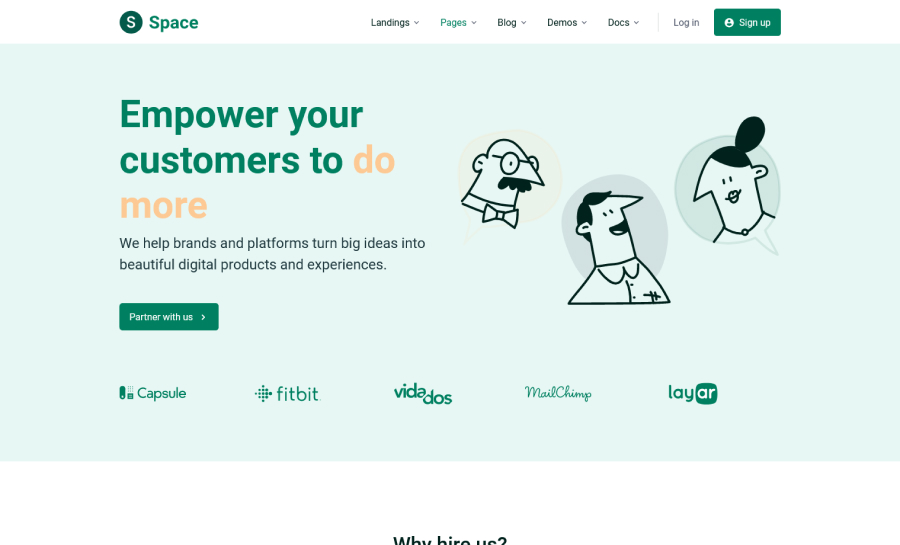 S Space
Landings Pages Blog Demos Docs Log in Sign up
Empower your
customers to do
more
We help brands and platforms turn big ideas into
beautiful digital products and experiences.
Partner with us
Capsule fitbit vidados MailChimp layar
Why hire us?